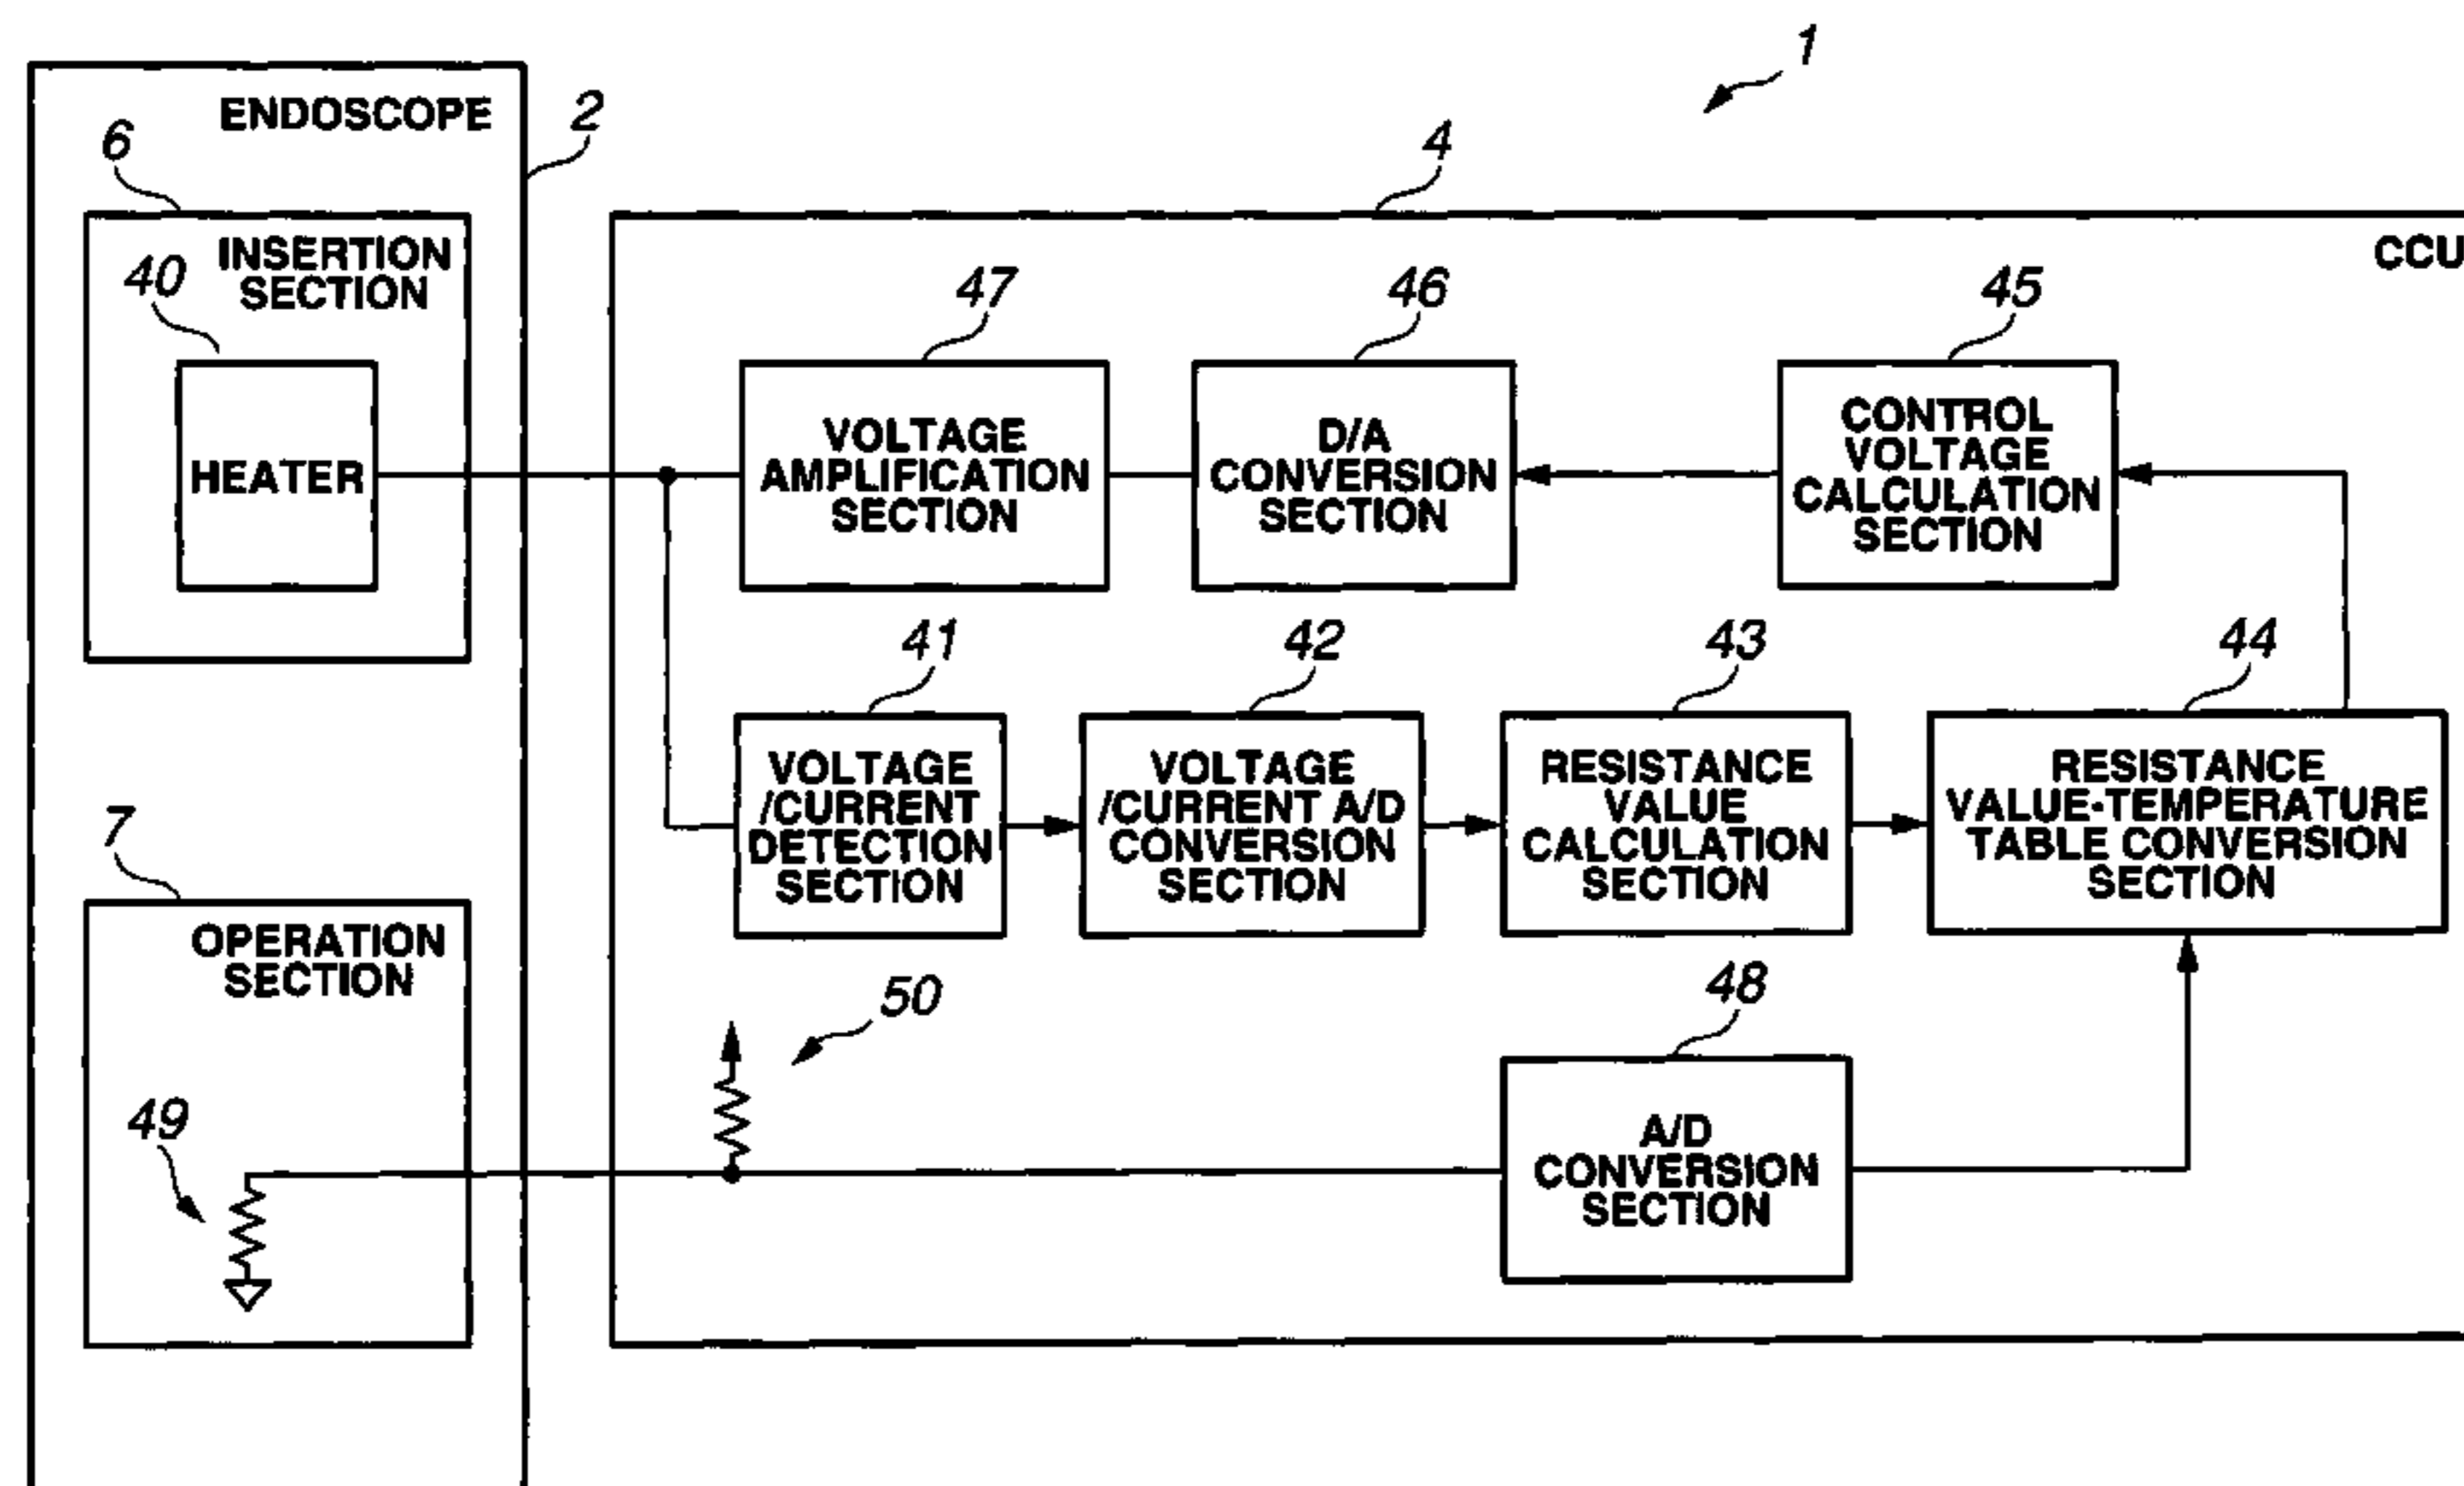 1
ENDOSCOPE
2
6
4
INSERTION
SECTION
CCU
40
47
46
45
HEATER
VOLTAGE
AMPLIFICATION
SECTION
D/A
CONVERSION
SECTION
CONTROL
VOLTAGE
CALCULATION
SECTION
41
42
43
44
VOLTAGE
/CURRENT
DETECTION
SECTION
VOLTAGE
/CURRENT A/D
CONVERSION
SECTION
RESISTANCE
VALUE
CALCULATION
SECTION
RESISTANCE
VALUE-TEMPERATURE
TABLE CONVERSION
SECTION
7
OPERATION
SECTION
50
48
49
A/D
CONVERSION
SECTION